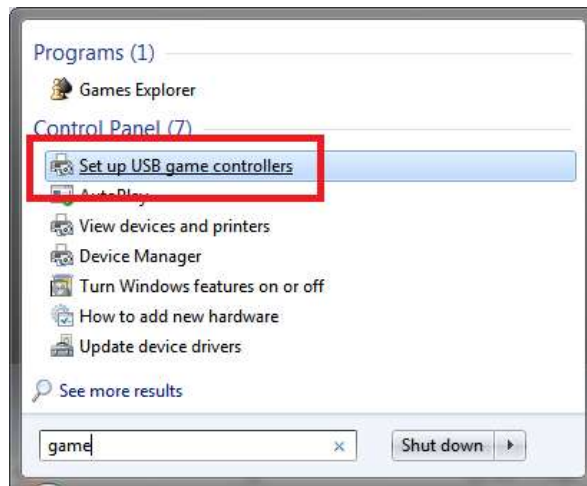 Programs (1)
Games Explorer
Control Panel (7)
Set up USB game controllers
AutoPlay
View devices and printers
Device Manager
Turn Windows features on or off
How to add new hardware
Update device drivers
See more results
game
Shut down